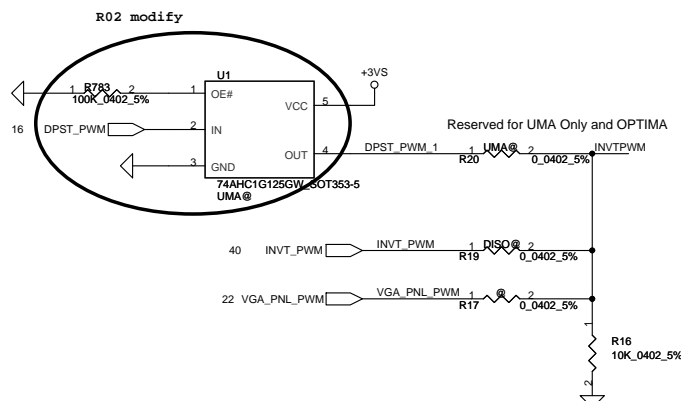 R02 modify
U1
+3VS
1 R783 2
100K_0402_5%
1 OE#
VCC 5
16 DPST_PWM 2 IN
Reserved for UMA Only and OPTIMA
3 GND
OUT 4 DPST_PWM_1 1 UMA@ 2 INVTPWM
R20 0_0402_5%
74AHC1G125GW_SOT353-5
UMA@
40 INVT_PWM INVT_PWM 1 DISO@ 2
R19 0_0402_5%
22 VGA_PNL_PWM VGA_PNL_PWM 1 @ 2
R17 0_0402_5%
1
R16
10K_0402_5%
2